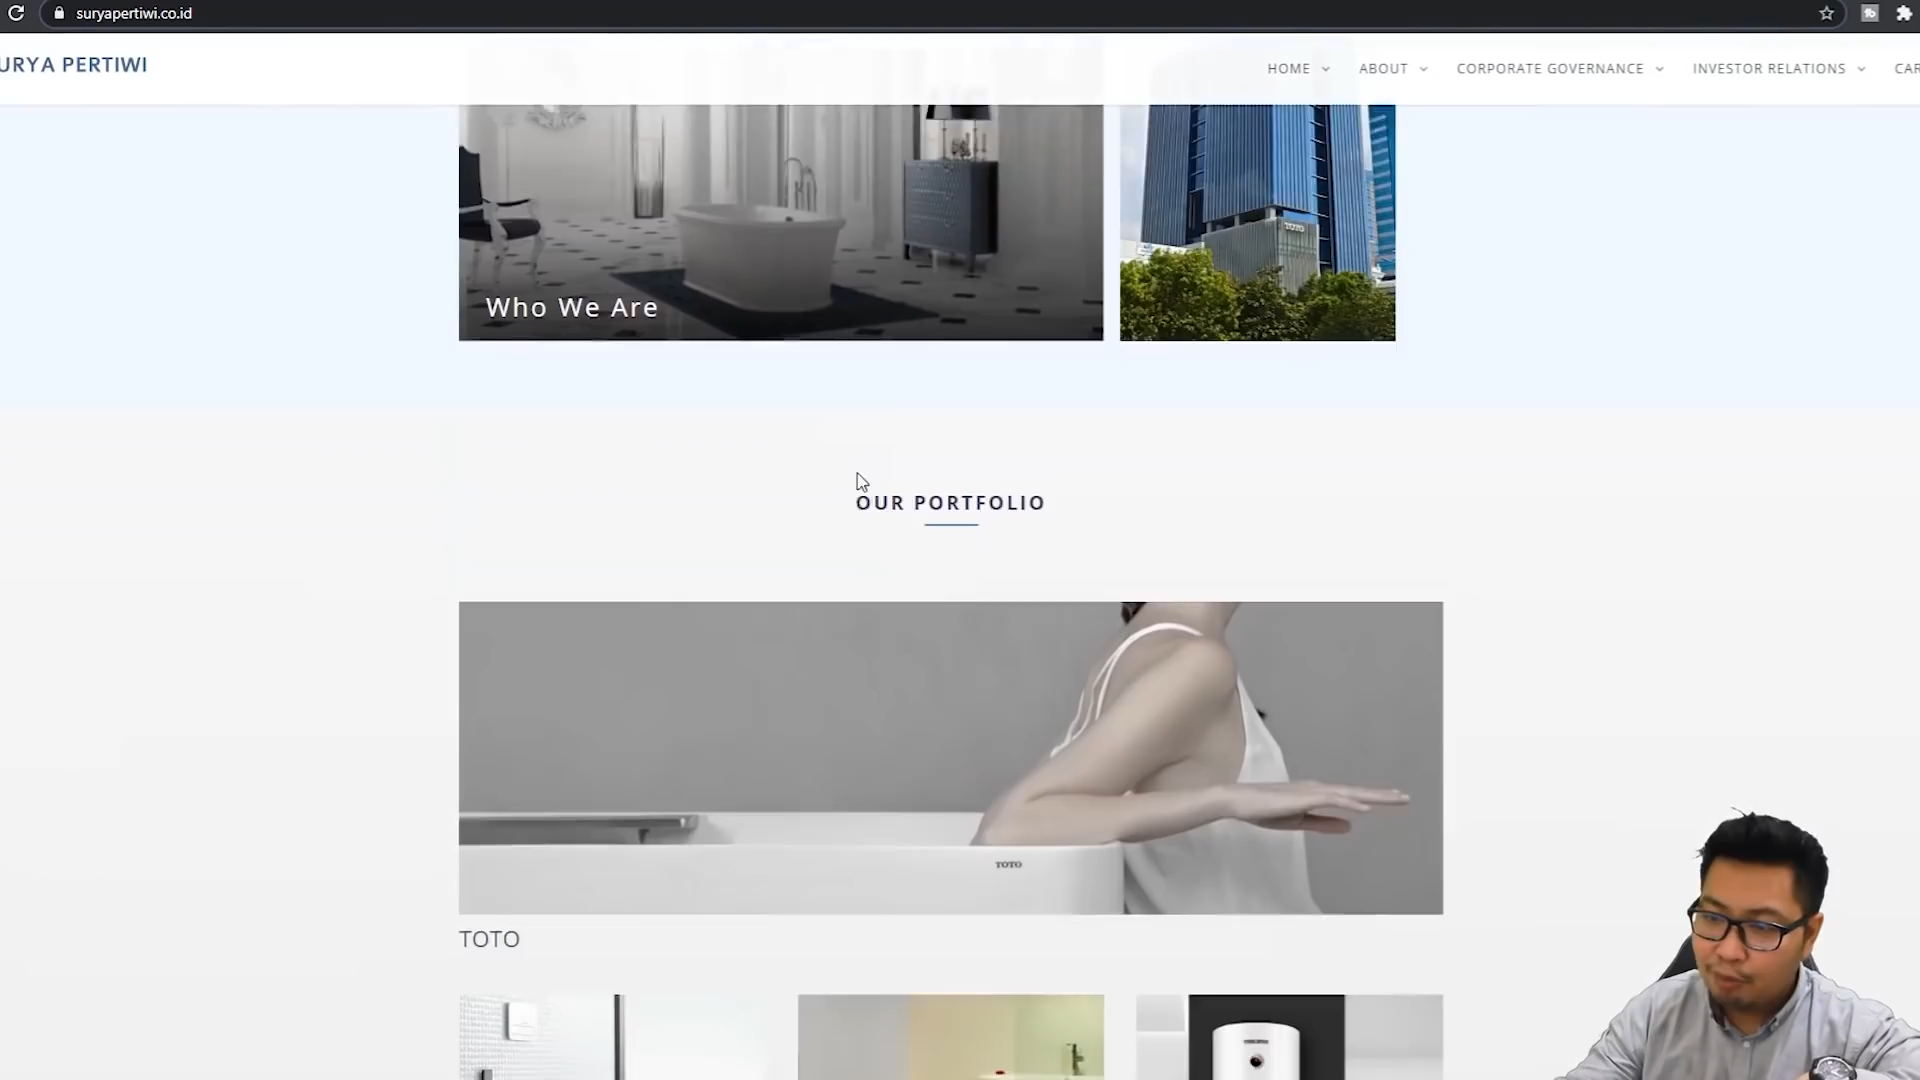 suryapertiwi.co.id
URYA PERTIWI
HOME
ABOUT
CORPORATE GOVERNANCE
INVESTOR RELATIONS
CAR
TOTO
Who We Are
OUR PORTFOLIO
TOTO
TOTO